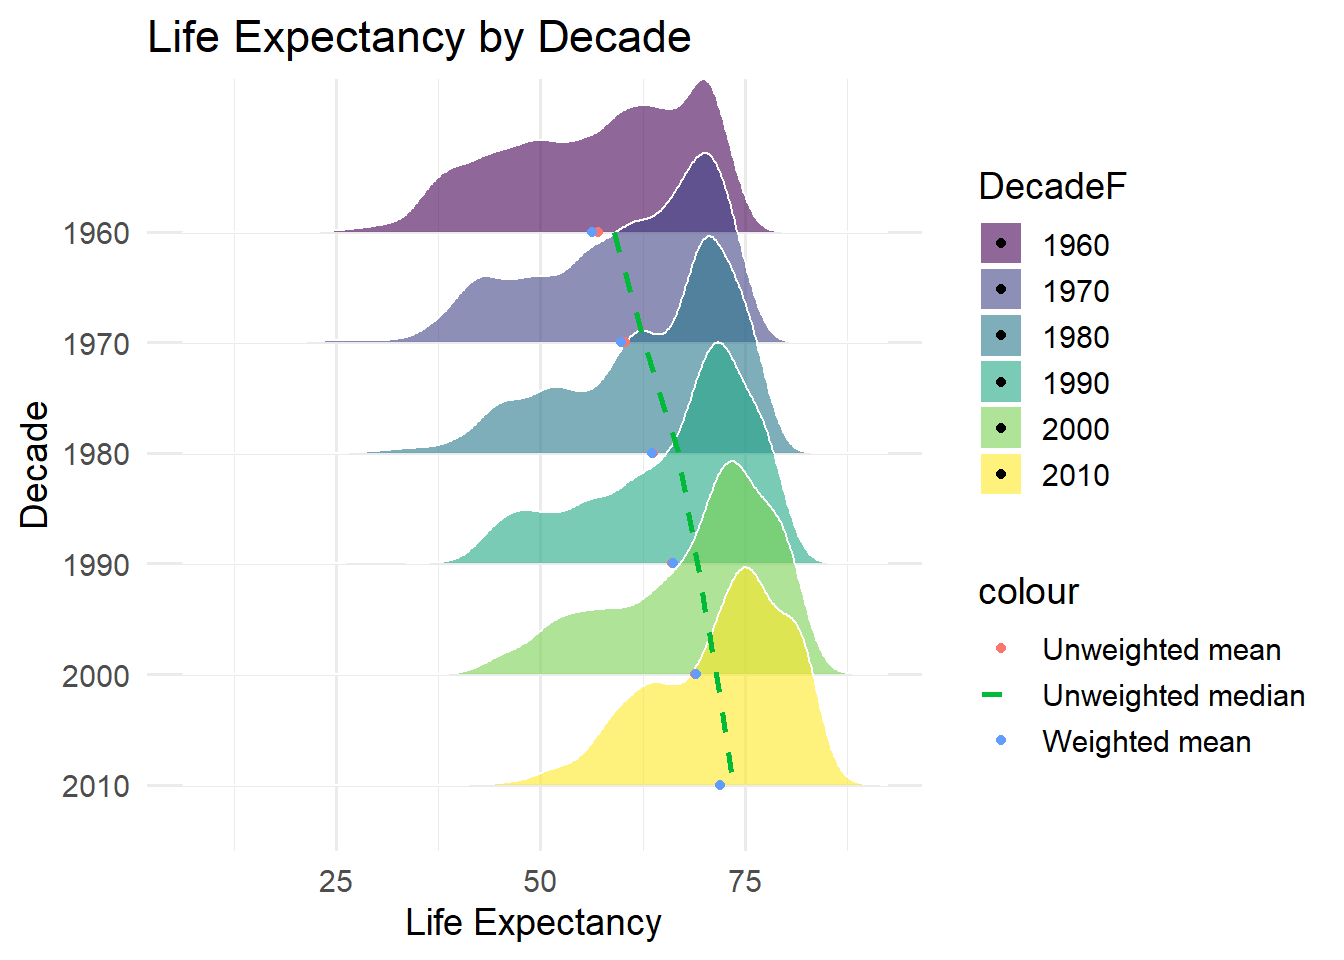 Life Expectancy by Decade
Decade
1960
1970
1980
1990
2000
2010
25 50 75
Life Expectancy
DecadeF
1960
1970
1980
1990
2000
2010
colour
Unweighted mean
Unweighted median
Weighted mean